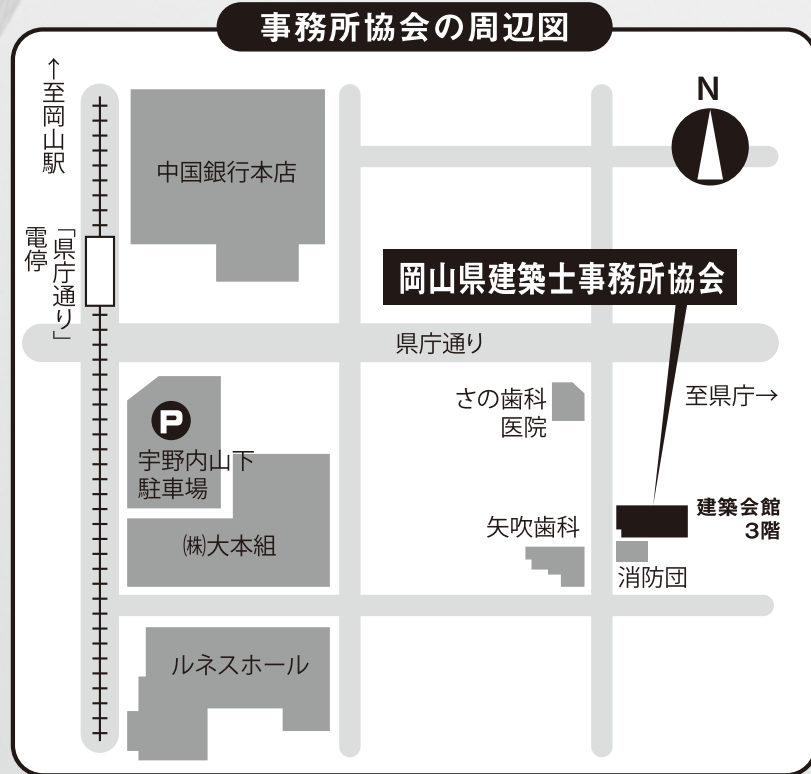 事務所協会の周辺図
↑至岡山駅
N
中国銀行本店
「県庁通り」
電停
岡山県建築士事務所協会
県庁通り
さの歯科
医院
至県庁→
P
宇野内山下
駐車場
建築会館
3階
矢吹歯科
㈱大本組
消防団
ルネスホール